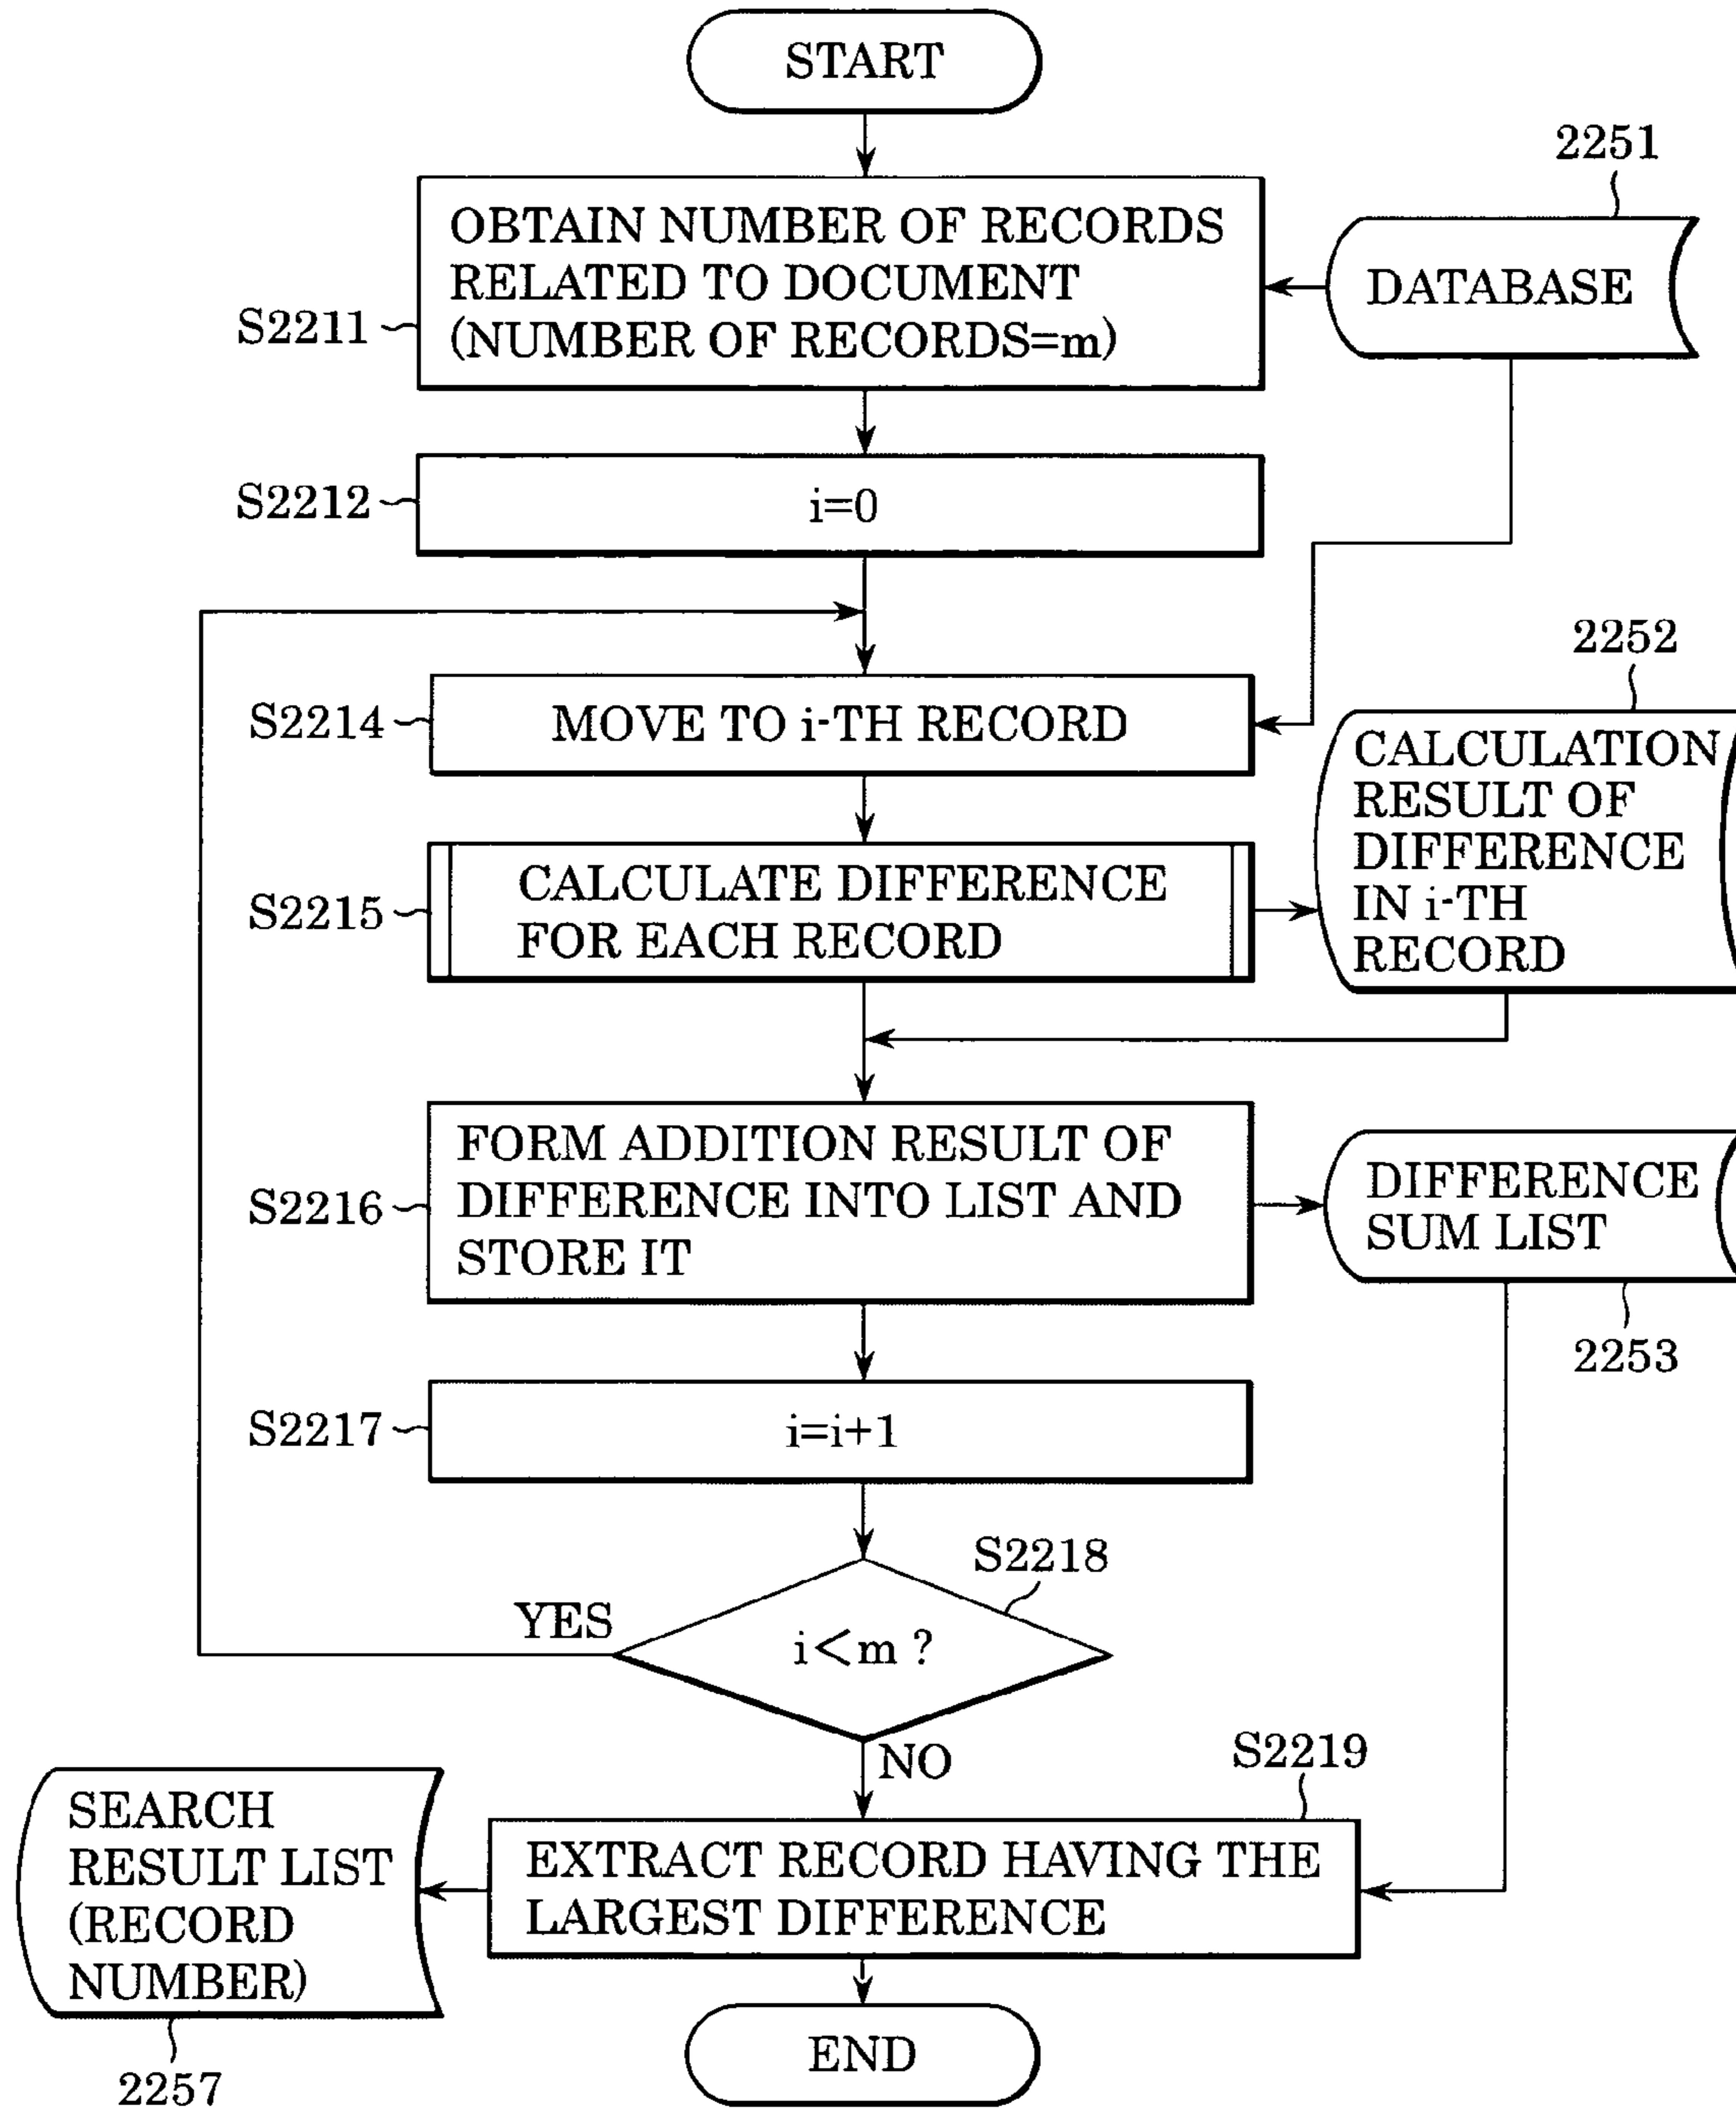 START
2251
OBTAIN NUMBER OF RECORDS
RELATED TO DOCUMENT
(NUMBER OF RECORDS=m)
S2211
DATABASE
S2212
i=0
2252
S2214
MOVE TO i-TH RECORD
CALCULATION
RESULT OF
DIFFERENCE
IN i-TH
RECORD
S2215
CALCULATE DIFFERENCE
FOR EACH RECORD
S2216
FORM ADDITION RESULT OF
DIFFERENCE INTO LIST AND
STORE IT
DIFFERENCE
SUM LIST
2253
S2217
i=i+1
S2218
YES
i<m ?
NO
S2219
SEARCH
RESULT LIST
(RECORD
NUMBER)
EXTRACT RECORD HAVING THE
LARGEST DIFFERENCE
2257
END